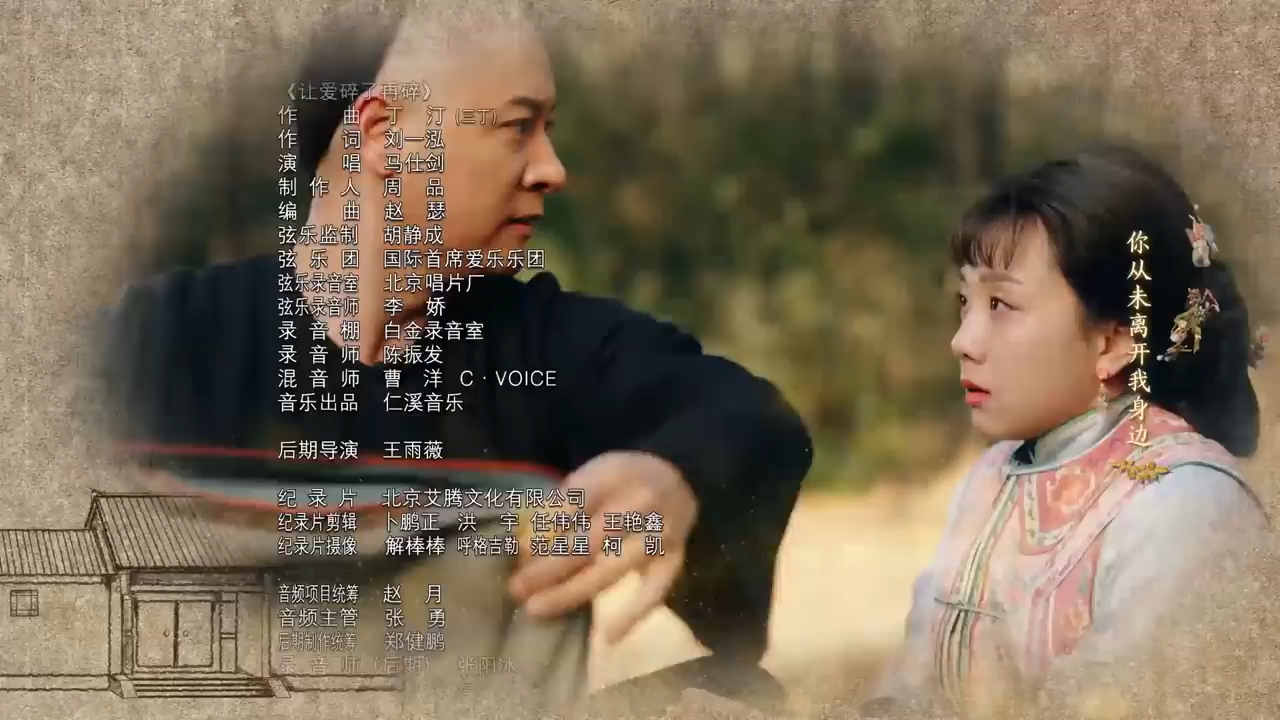 《让爱碎了再碎》
作曲 丁汀(三丁)
作词 刘一泓
演唱 马仕剑
制作人 周品
编曲 赵瑟
弦乐监制 胡静成
弦乐团 国际首席爱乐乐团
弦乐录音室 北京唱片厂
弦乐录音师 李娇
录音棚 白金录音室
录音师 陈振发
混音师 曹洋 C·VOICE
音乐出品 仁溪音乐
后期导演 王雨薇
纪录片 北京艾腾文化有限公司
纪录片剪辑 卜鹏正 洪宇 任伟伟 王艳鑫
纪录片摄像 解棒棒 呼格吉勒 范星星 柯凯
音频项目统筹 赵月
音频主管 张勇
后期制作统筹 郑健鹏
录音师(后期) 张阳冰
你从未离开我身边